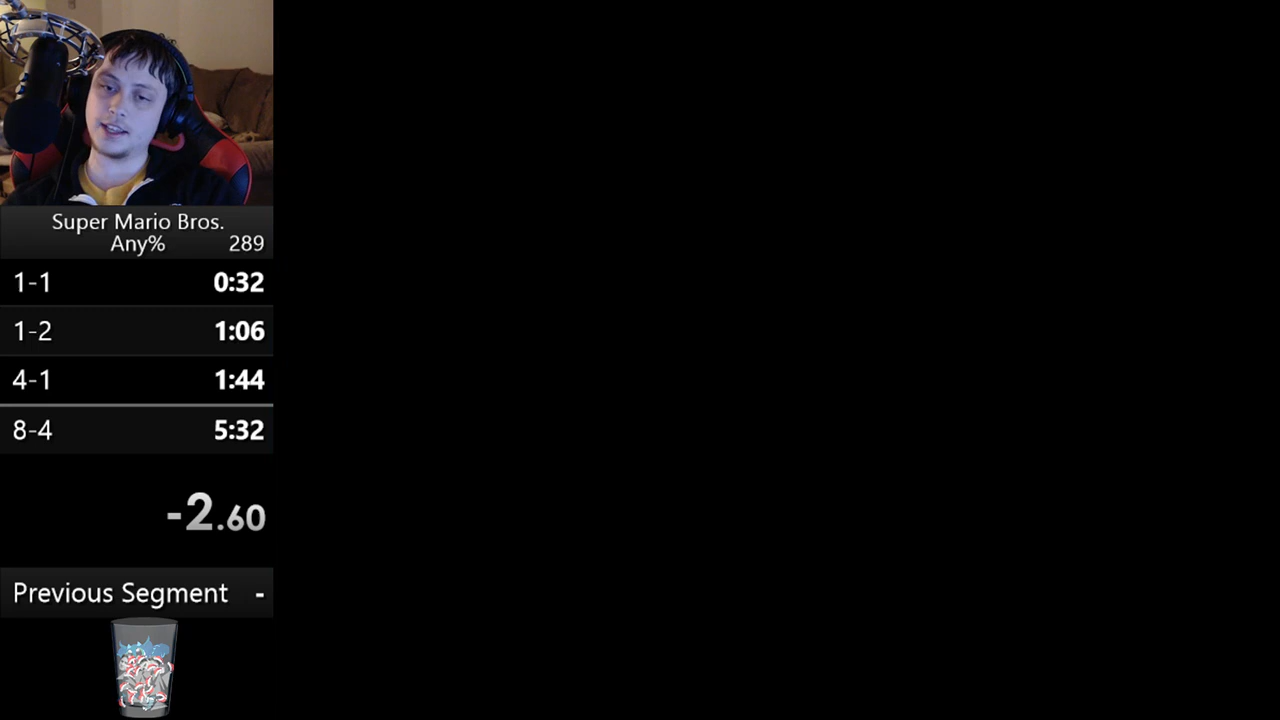 Super Mario Bros.
Any% 289
1-1 0:32
1-2 1:06
4-1 1:44
8-4 5:32
-2.60
Previous Segment -